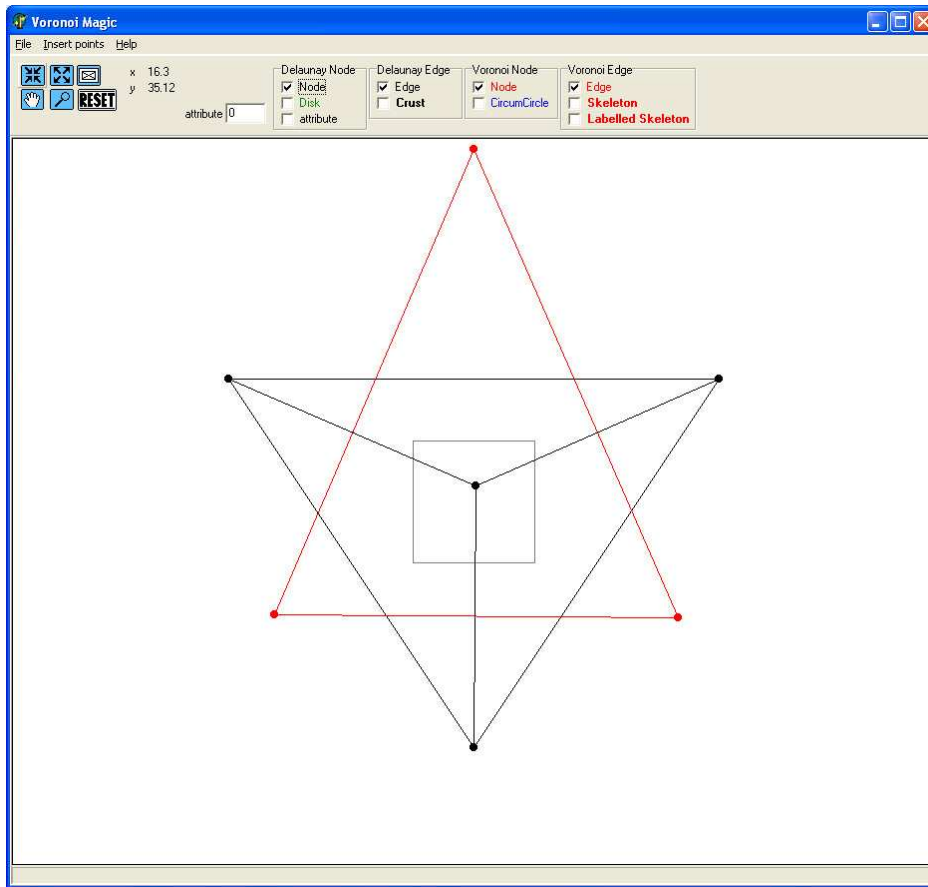 Voronoi Magic
File Insert points Help
x 16.3
y 35.12
RESET
attribute 0
Delaunay Node
Node
Disk
attribute
Delaunay Edge
Edge
Crust
Voronoi Node
Node
CircumCircle
Voronoi Edge
Edge
Skeleton
Labelled Skeleton